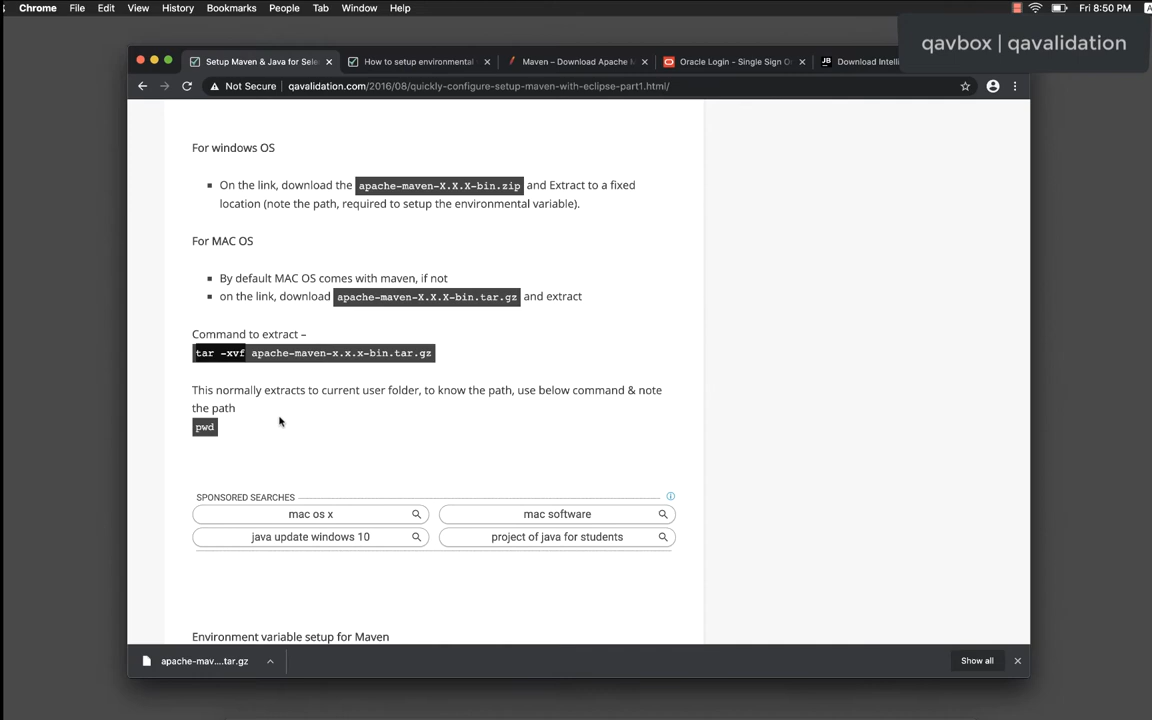 Chrome File Edit View History Bookmarks People Tab Window Help Fri 8:50 PM
qavbox | qavalidation
Setup Maven & Java for Sele How to setup environmental Maven – Download Apache M Oracle Login - Single Sign O Download Intelli
Not Secure qavalidation.com/2016/08/quickly-configure-setup-maven-with-eclipse-part1.html/
For windows OS
On the link, download the apache-maven-X.X.X-bin.zip and Extract to a fixed
location (note the path, required to setup the environmental variable).
For MAC OS
By default MAC OS comes with maven, if not
on the link, download apache-maven-X.X.X-bin.tar.gz and extract
Command to extract –
tar -xvf apache-maven-x.x.x-bin.tar.gz
This normally extracts to current user folder, to know the path, use below command & note
the path
pwd
SPONSORED SEARCHES
mac os x mac software
java update windows 10 project of java for students
Environment variable setup for Maven
apache-mav....tar.gz Show all